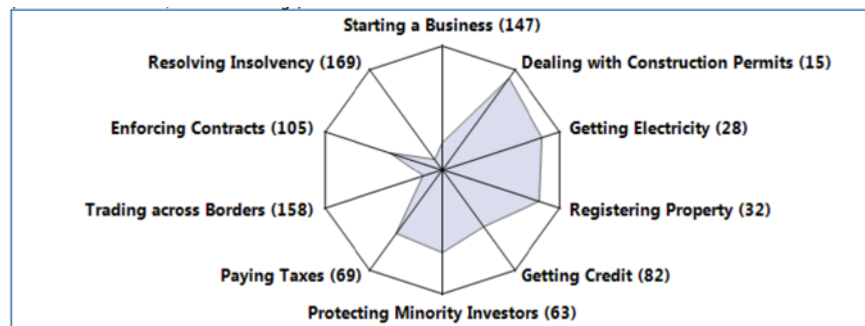 Starting a Business (147)
Resolving Insolvency (169)
Dealing with Construction Permits (15)
Enforcing Contracts (105)
Getting Electricity (28)
Trading across Borders (158)
Registering Property (32)
Paying Taxes (69)
Getting Credit (82)
Protecting Minority Investors (63)